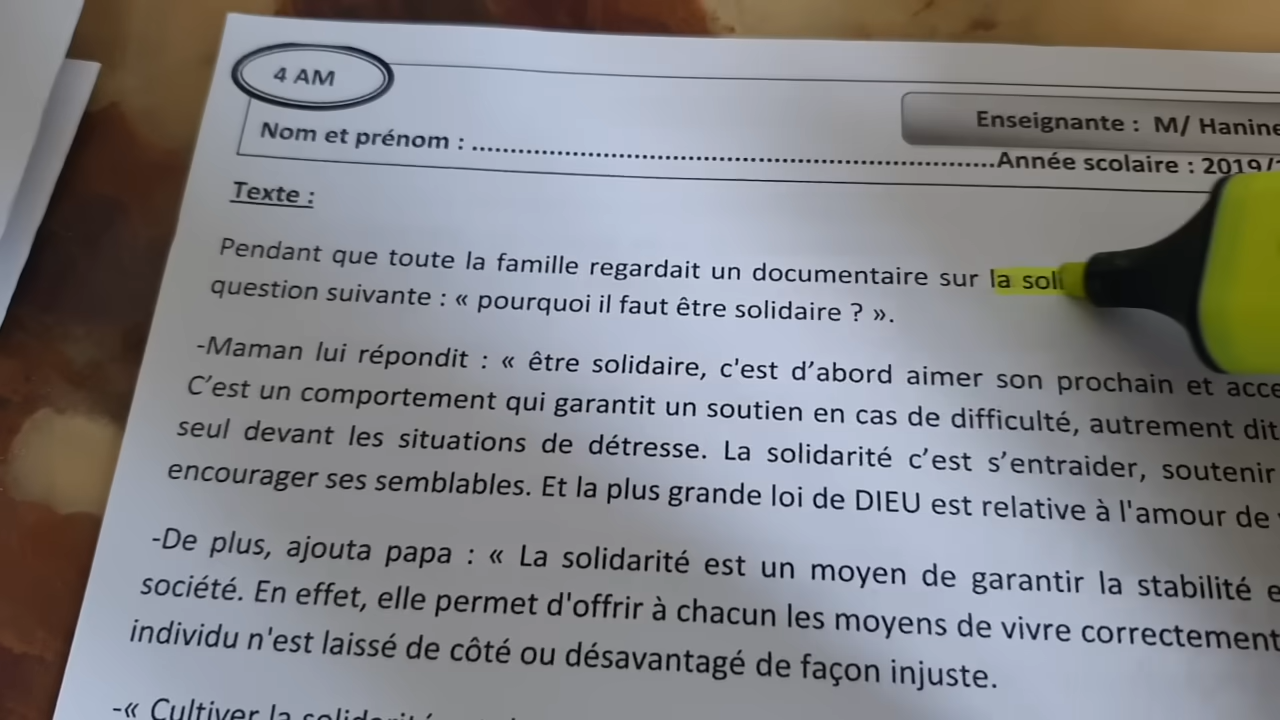 4 AM
Enseignante : M/ Hanine
Nom et prénom : ..........................................................................Année scolaire : 2019/
Texte :
Pendant que toute la famille regardait un documentaire sur la soli
question suivante : « pourquoi il faut être solidaire ? ».
-Maman lui répondit : « être solidaire, c'est d’abord aimer son prochain et acce
C’est un comportement qui garantit un soutien en cas de difficulté, autrement dit
seul devant les situations de détresse. La solidarité c’est s’entraider, soutenir
encourager ses semblables. Et la plus grande loi de DIEU est relative à l'amour de
-De plus, ajouta papa : « La solidarité est un moyen de garantir la stabilité e
société. En effet, elle permet d'offrir à chacun les moyens de vivre correctement
individu n'est laissé de côté ou désavantagé de façon injuste.
-« Cultiver la solidarité